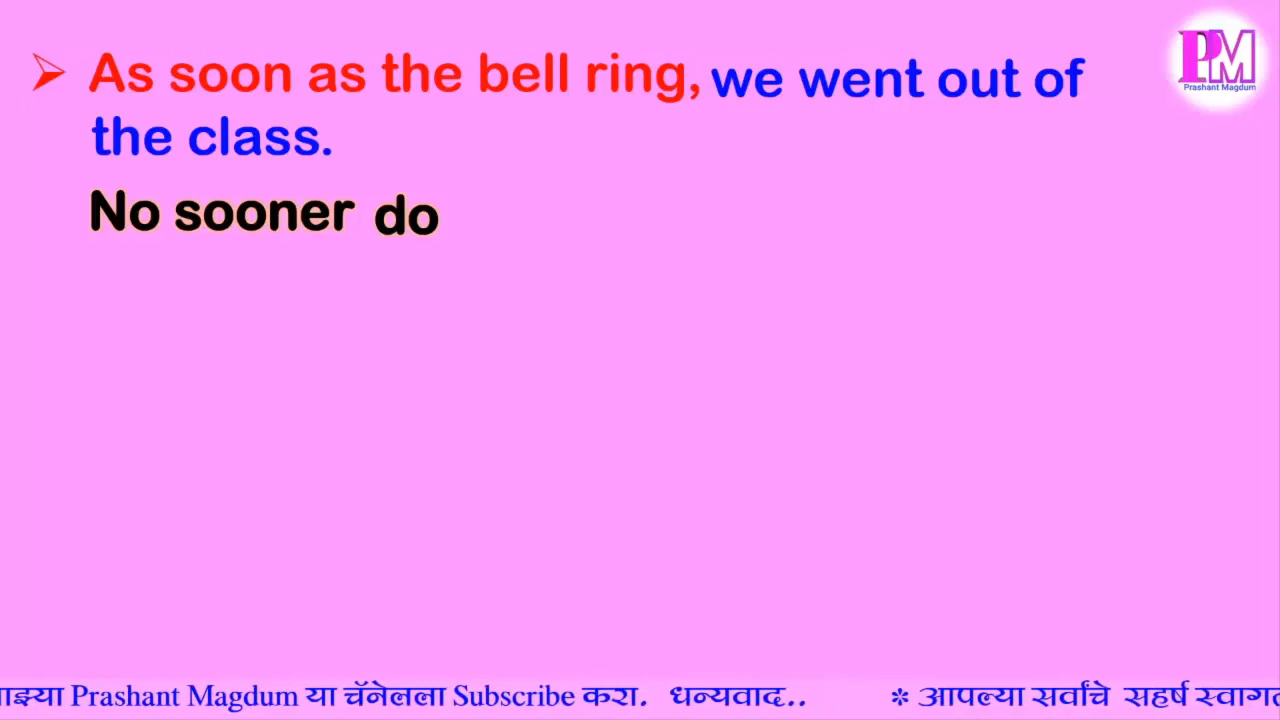 As soon as the bell ring, we went out of
the class.
No sooner do
PM
Prashant Magdum
Prashant Magdum या चॅनेलला Subscribe करा. धन्यवाद.. * आपल्या सर्वांचे सहर्ष